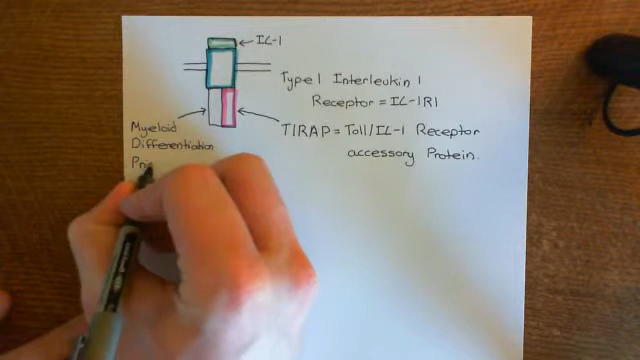 IL-1
Type 1 Interleukin 1
Receptor = IL-1R1
TIRAP = Toll/IL-1 Receptor
accessory Protein.
Myeloid
Differentiation